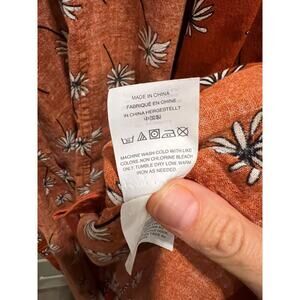 MADE IN CHINA
FABRIQUÉ EN CHINE
IN CHINA HERGESTELLT
中国製
MACHINE WASH COLD WITH LIKE
COLORS. NON CHLORINE BLEACH
ONLY. TUMBLE DRY LOW. WARM
IRON AS NEEDED.